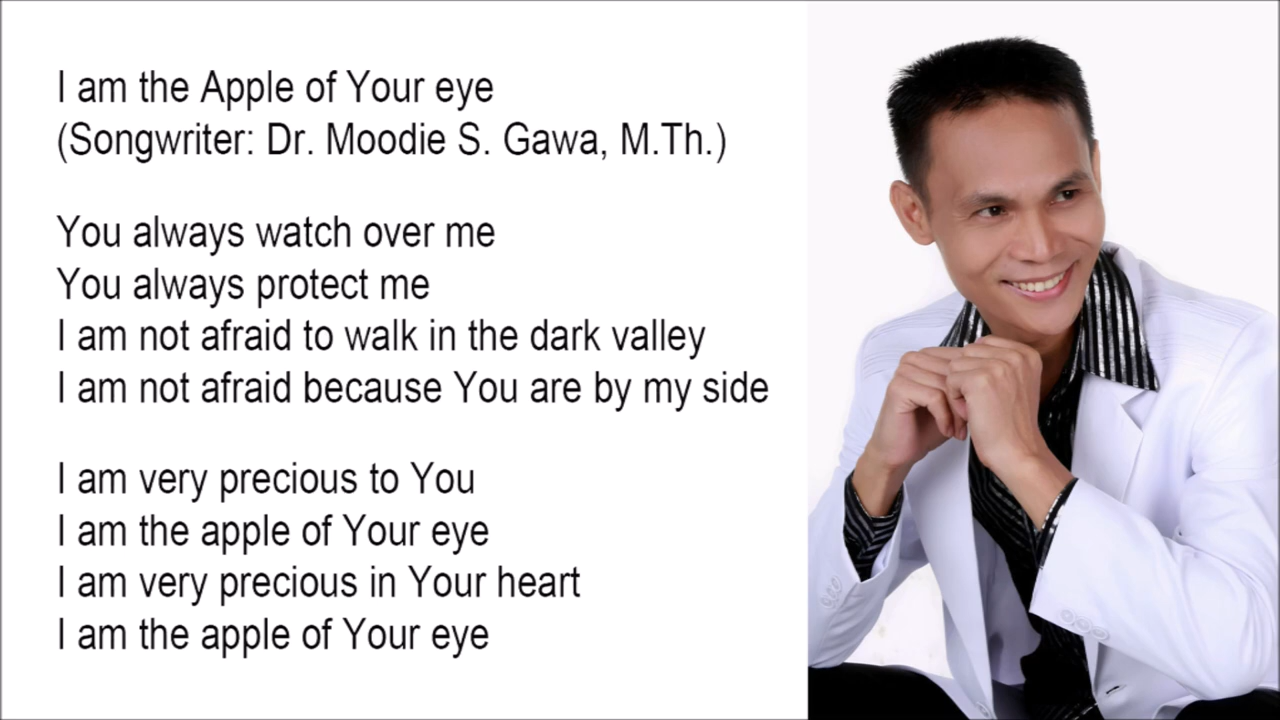 I am the Apple of Your eye
(Songwriter: Dr. Moodie S. Gawa, M.Th.)
You always watch over me
You always protect me
I am not afraid to walk in the dark valley
I am not afraid because You are by my side
I am very precious to You
I am the apple of Your eye
I am very precious in Your heart
I am the apple of Your eye